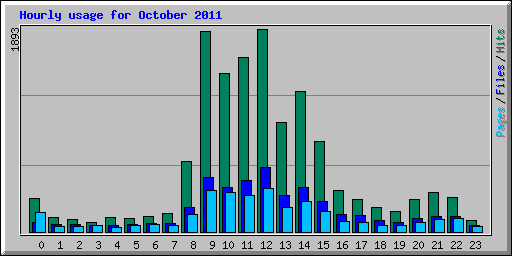 Hourly usage for October 2011
1893
Pages / Files / Hits
0 1 2 3 4 5 6 7 8 9 10 11 12 13 14 15 16 17 18 19 20 21 22 23